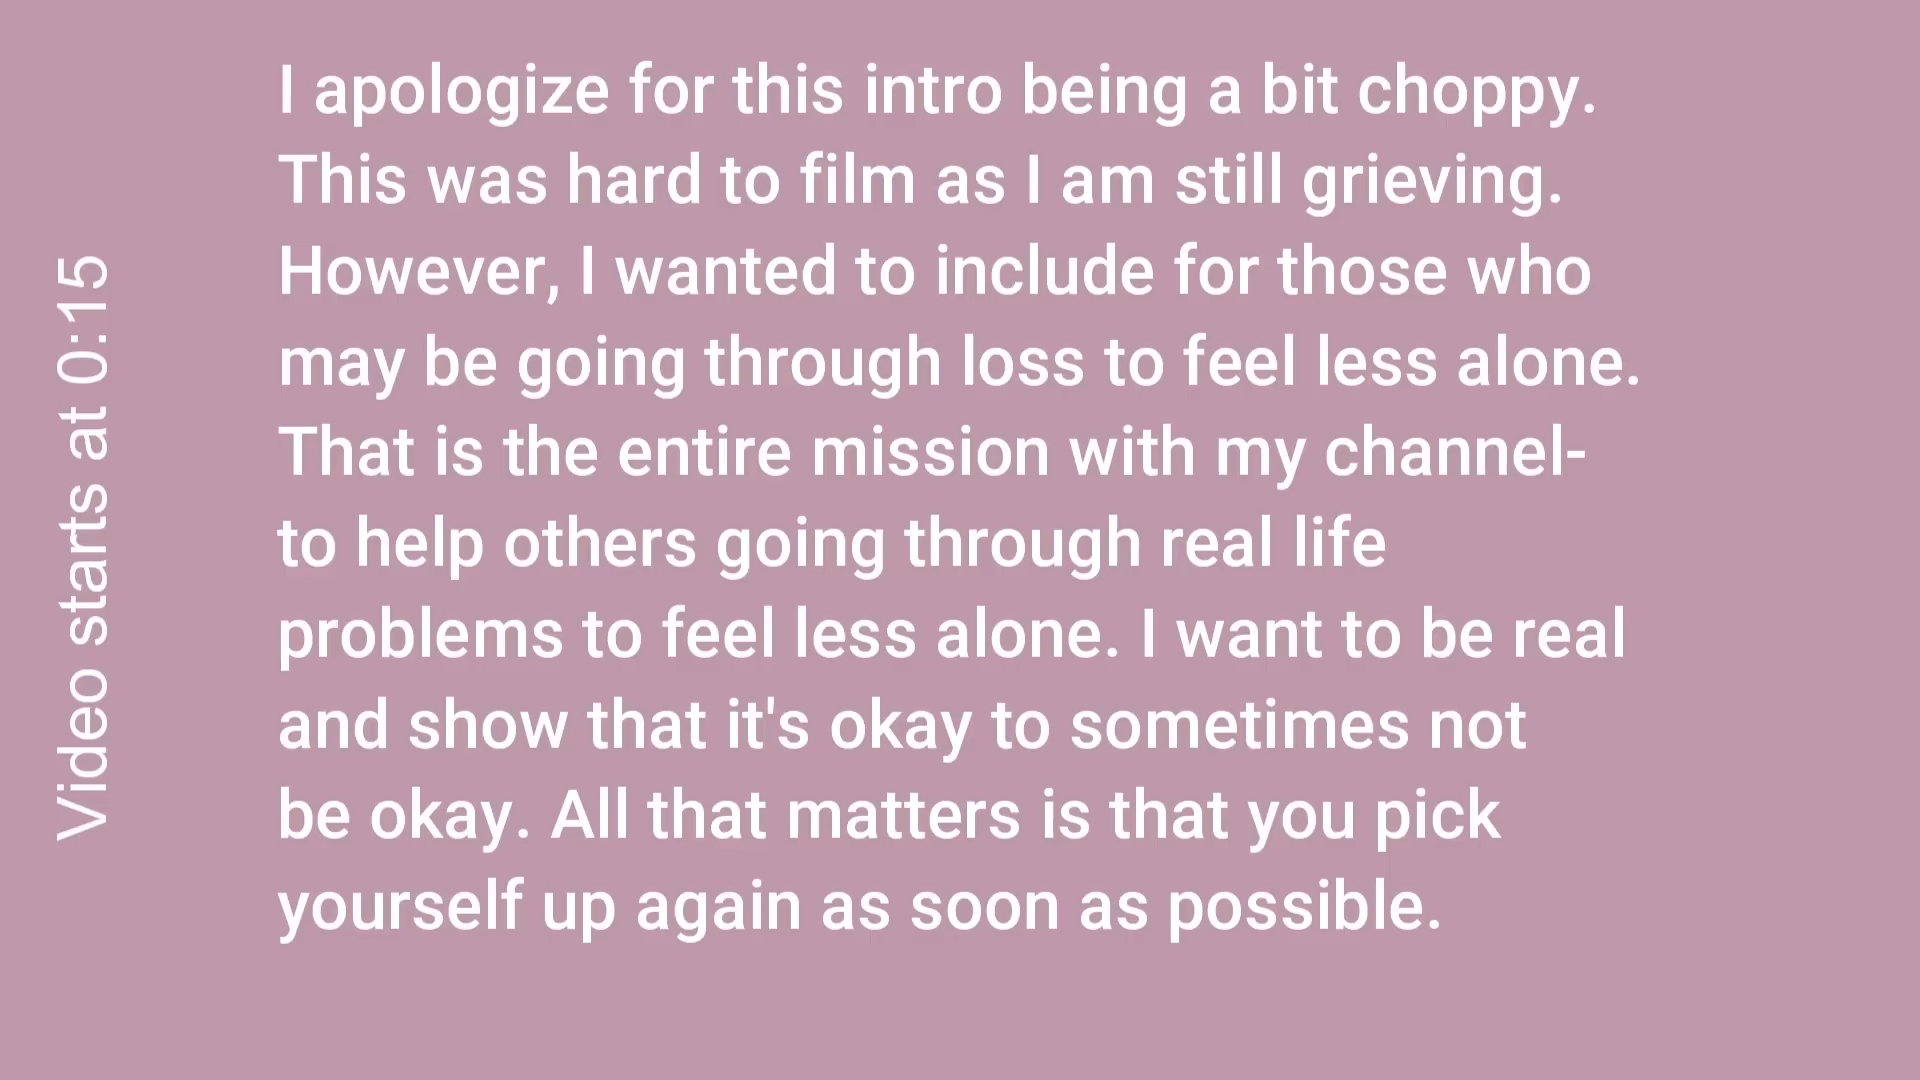 Video starts at 0:15
I apologize for this intro being a bit choppy.
This was hard to film as I am still grieving.
However, I wanted to include for those who
may be going through loss to feel less alone.
That is the entire mission with my channel-
to help others going through real life
problems to feel less alone. I want to be real
and show that it's okay to sometimes not
be okay. All that matters is that you pick
yourself up again as soon as possible.